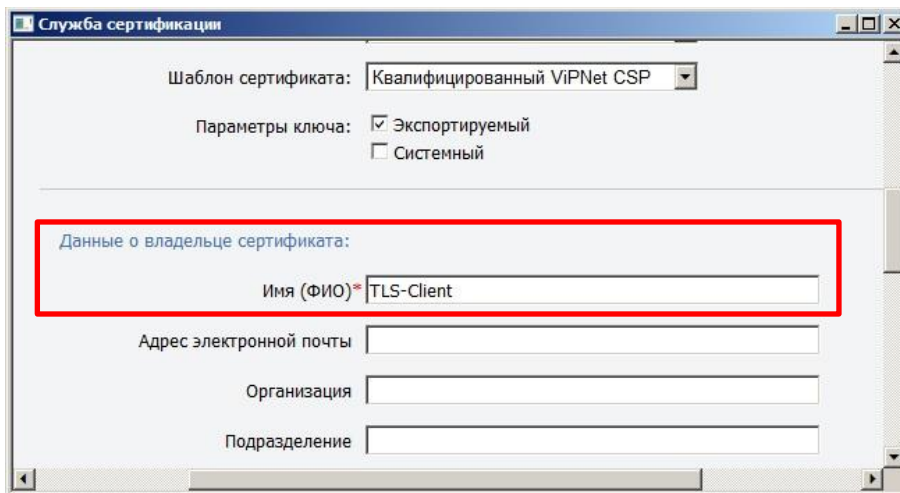 Служба сертификации
Шаблон сертификата: Квалифицированный ViPNet CSP
Параметры ключа: Экспортируемый
Системный
Данные о владельце сертификата:
Имя (ФИО)* TLS-Client
Адрес электронной почты
Организация
Подразделение